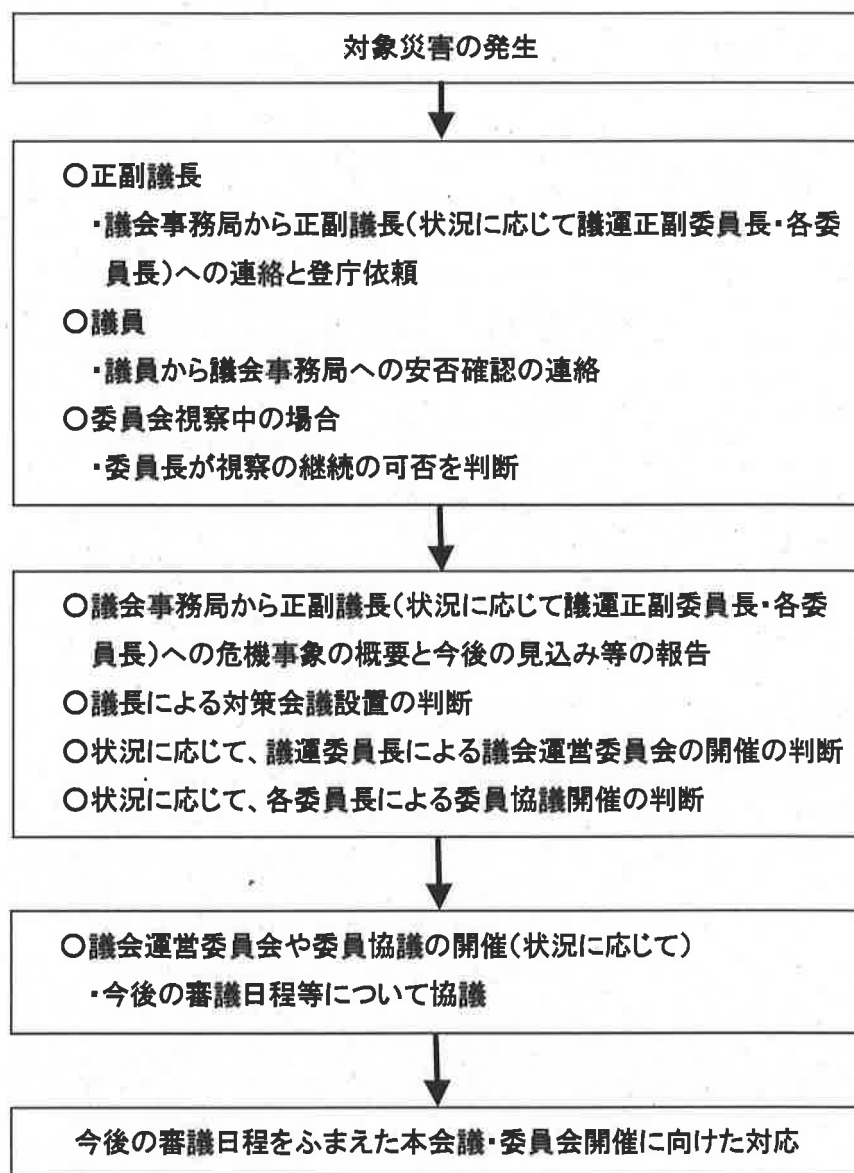 対象災害の発生
○正副議長
・議会事務局から正副議長(状況に応じて議運正副委員長・各委
員長)への連絡と登庁依頼
○議員
・議員から議会事務局への安否確認の連絡
○委員会視察中の場合
・委員長が視察の継続の可否を判断
○議会事務局から正副議長(状況に応じて議運正副委員長・各委
員長)への危機事象の概要と今後の見込み等の報告
○議長による対策会議設置の判断
○状況に応じて、議運委員長による議会運営委員会の開催の判断
○状況に応じて、各委員長による委員協議開催の判断
○議会運営委員会や委員協議の開催(状況に応じて)
・今後の審議日程等について協議
今後の審議日程をふまえた本会議・委員会開催に向けた対応